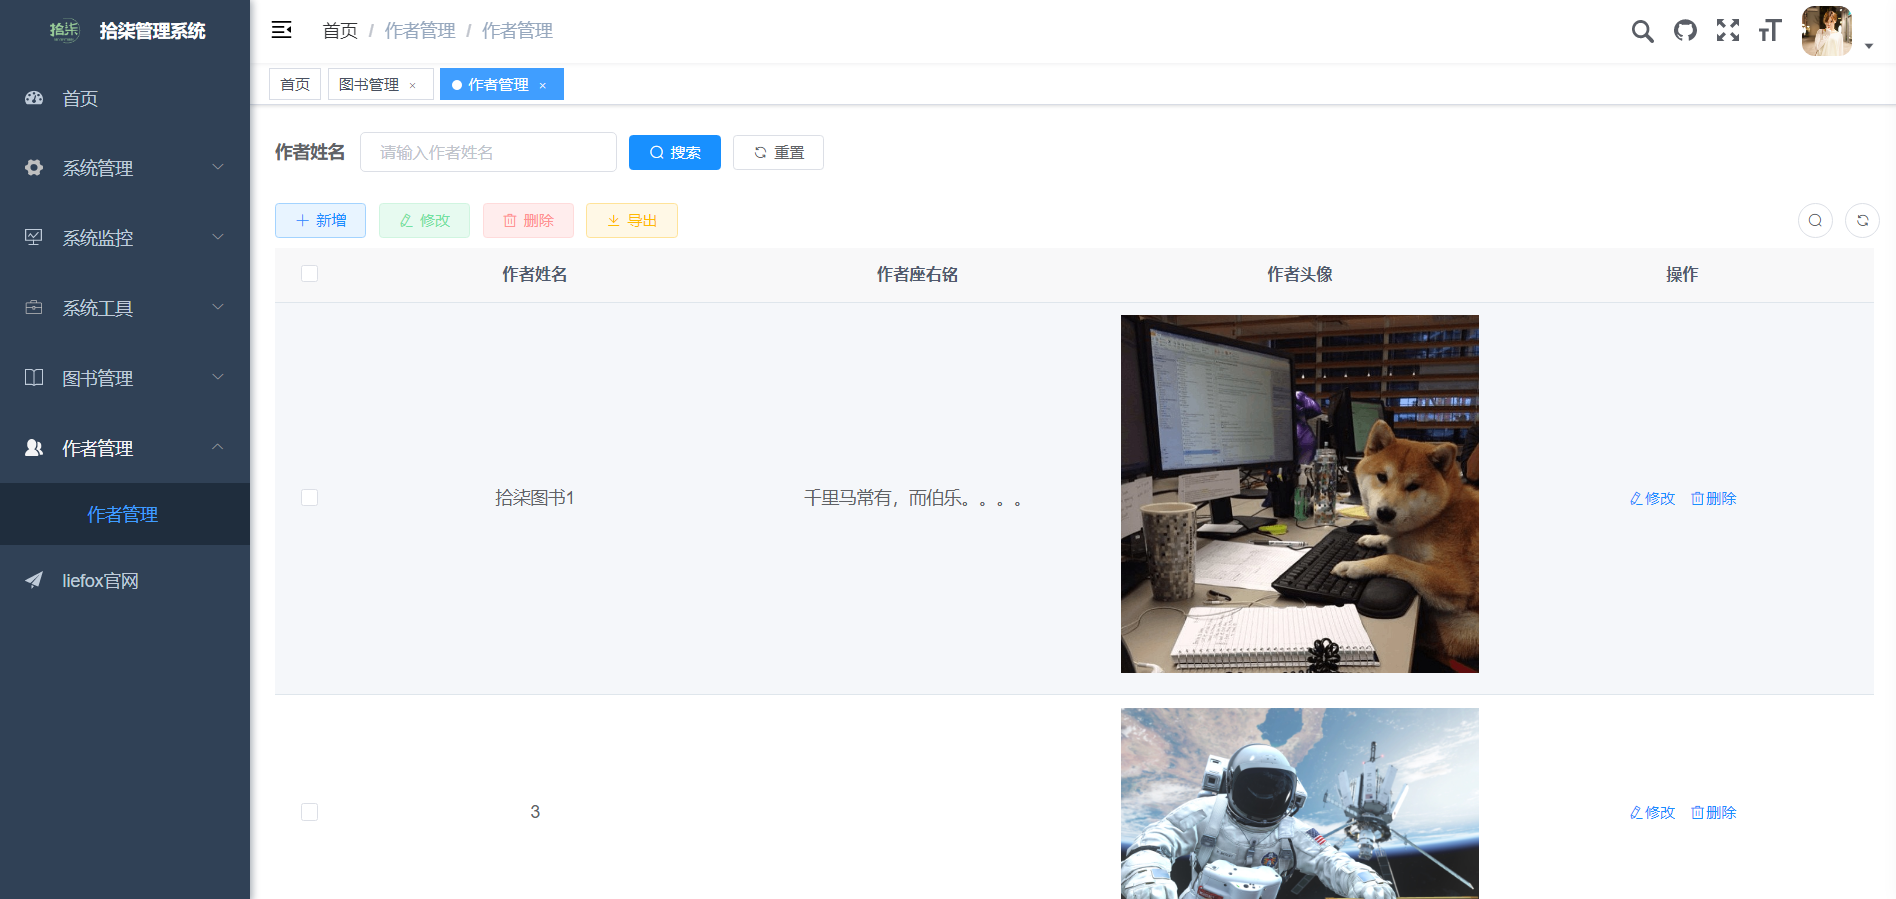 拾柒
拾柒管理系统
首页
系统管理
系统监控
系统工具
图书管理
作者管理
作者管理
liefox官网
首页 / 作者管理 / 作者管理
首页 图书管理 × 作者管理 ×
作者姓名 请输入作者姓名 搜索 重置
新增 修改 删除 导出
作者姓名 作者座右铭 作者头像 操作
拾柒图书1 千里马常有，而伯乐。。。。 修改 删除
3 修改 删除